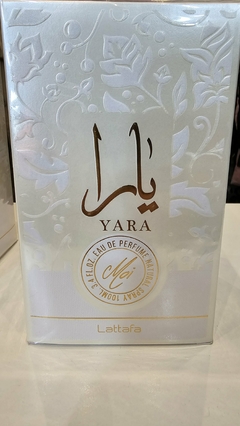 يارا
YARA
EAU DE PERFUME NATURAL SPRAY 100ML 3.4 FL.OZ.
Moi
Lattafa